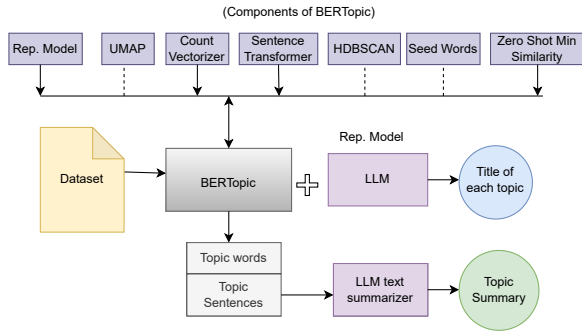 (Components of BERTopic)
Rep. Model
UMAP
Count
Vectorizer
Sentence
Transformer
HDBSCAN
Seed Words
Zero Shot Min
Similarity
Rep. Model
Dataset
BERTopic
LLM
Title of
each topic
Topic words
Topic
Sentences
LLM text
summarizer
Topic
Summary